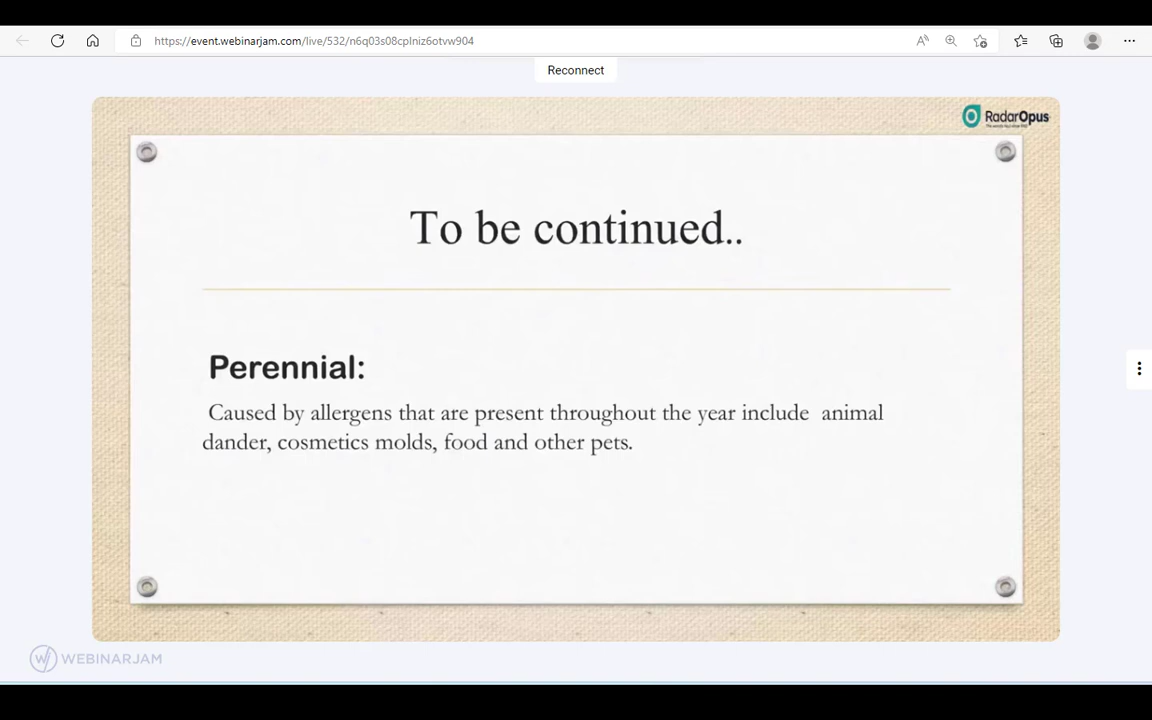 https://event.webinarjam.com/live/532/n6q03s08cplniz6otvw904
Reconnect
RadarOpus
To be continued..
Perennial:
Caused by allergens that are present throughout the year include animal
dander, cosmetics molds, food and other pets.
WEBINARJAM